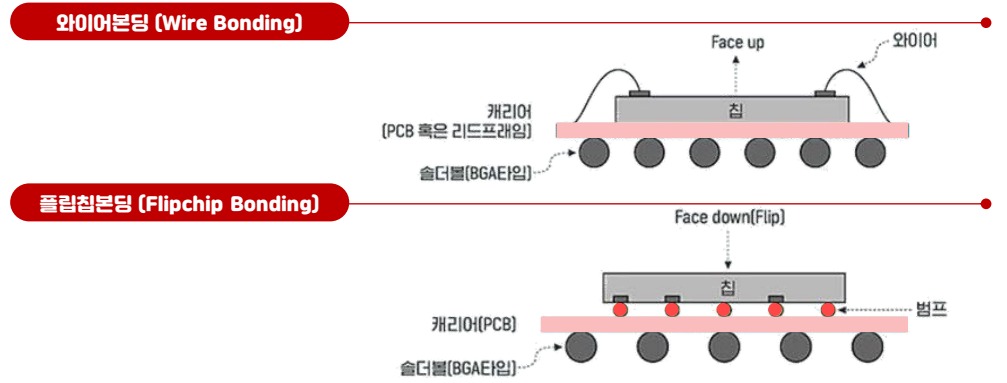 와이어본딩 (Wire Bonding)
Face up
와이어
칩
캐리어
(PCB 혹은 리드프래임)
솔더볼(BGA타입)
플립칩본딩 (Flipchip Bonding)
Face down(Flip)
칩
범프
캐리어(PCB)
솔더볼(BGA타입)